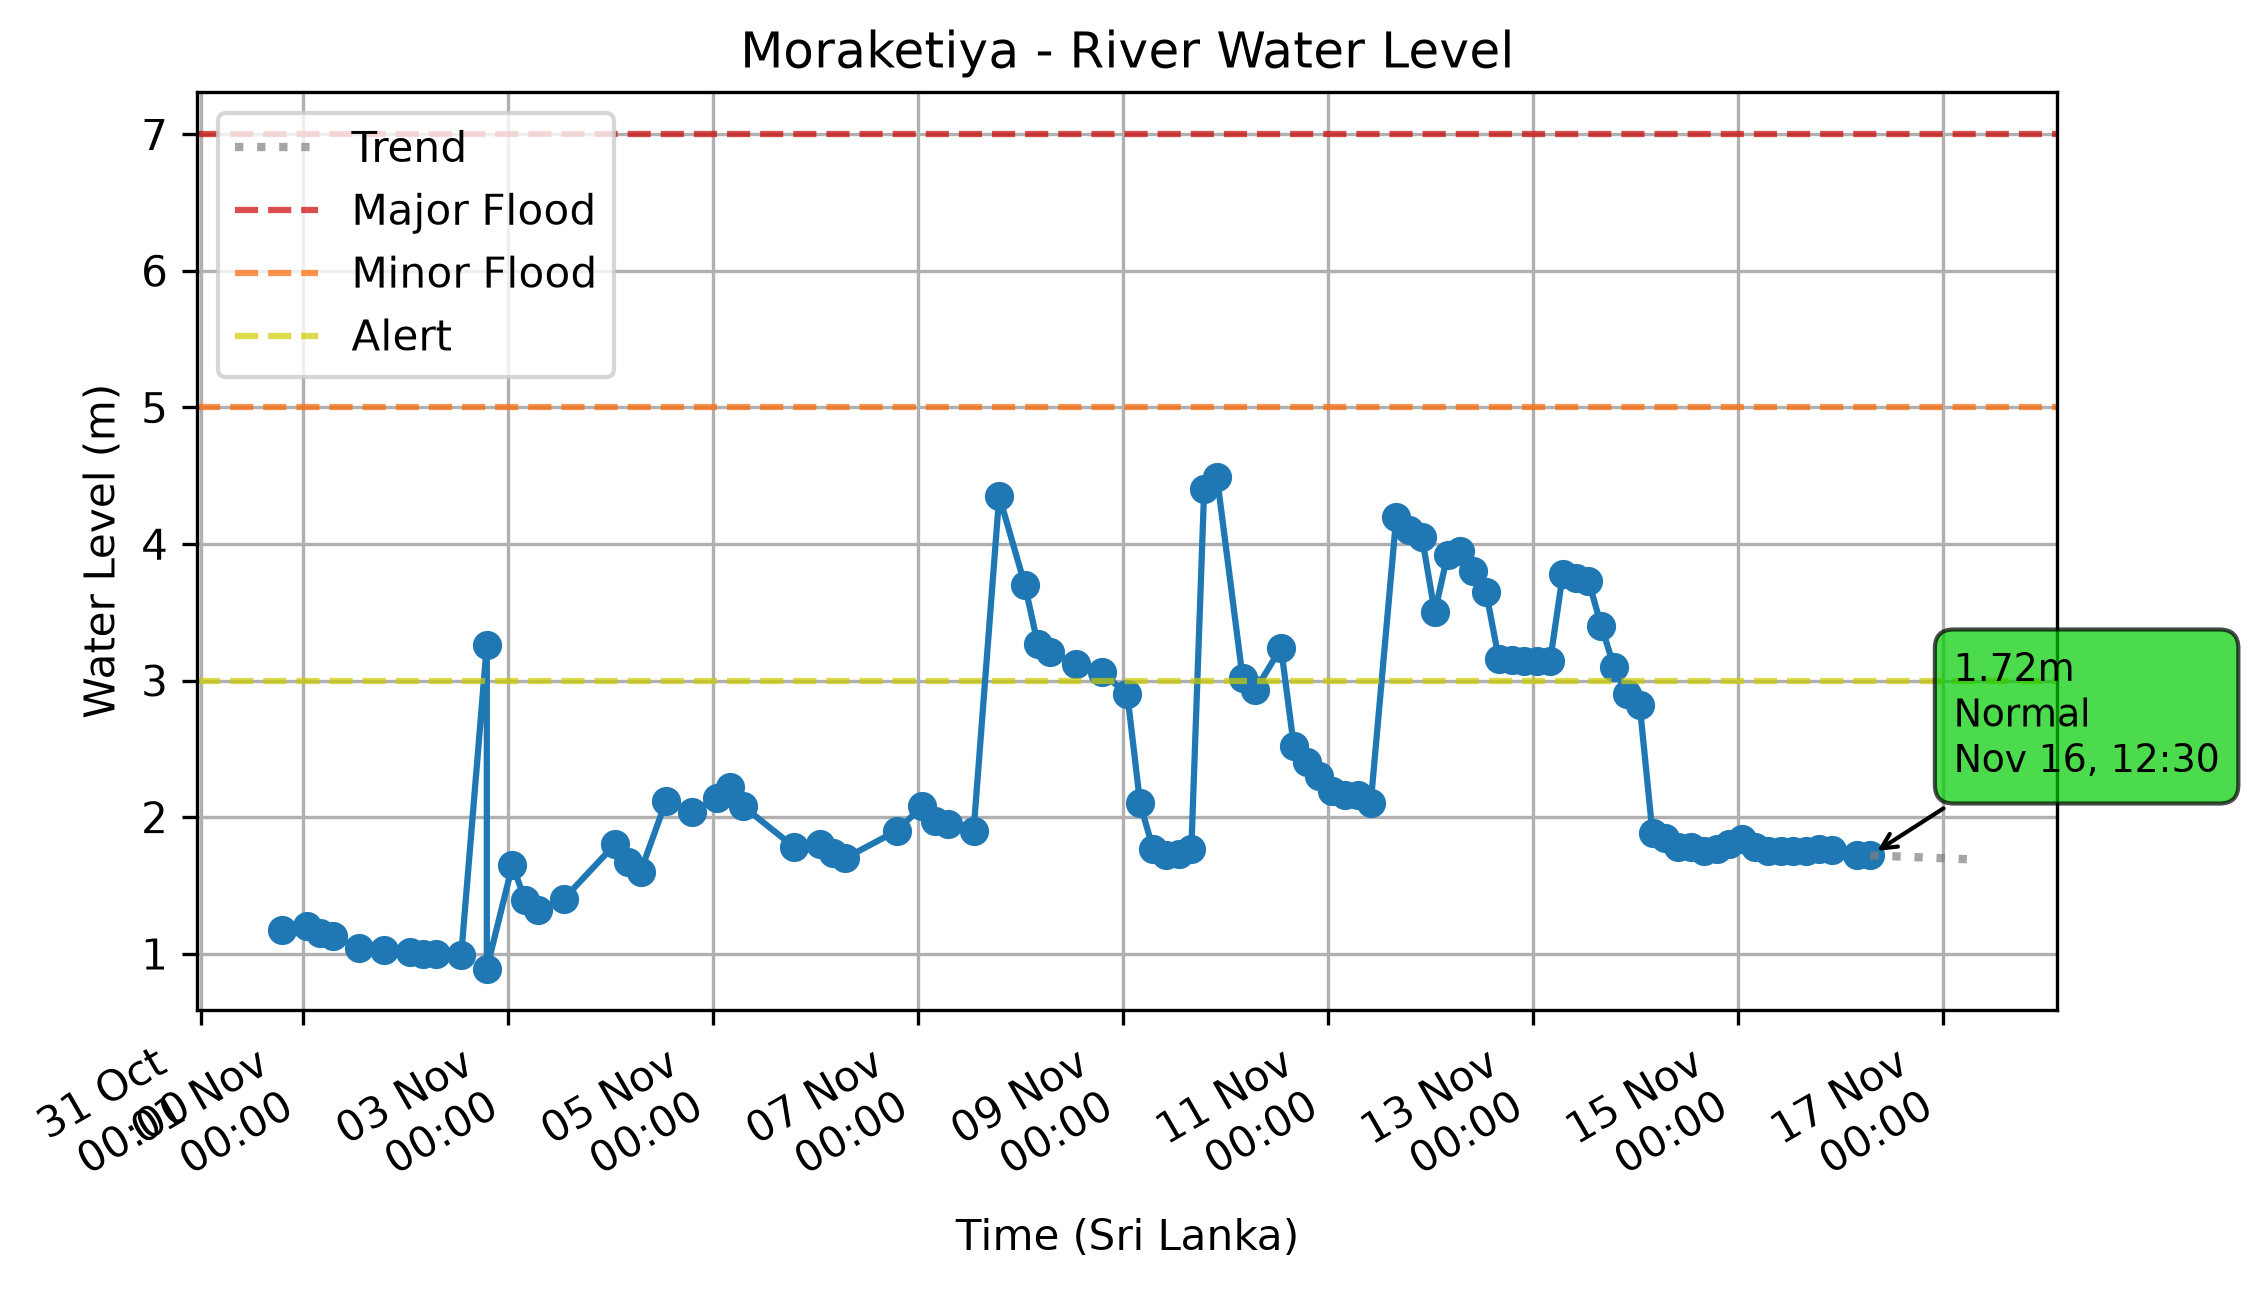 Moraketiya - River Water Level
Trend
Major Flood
Minor Flood
Alert
7
6
5
4
3
2
1
Water Level (m)
1.72m
Normal
Nov 16, 12:30
31 Oct
00:00
01 Nov
00:00
03 Nov
00:00
05 Nov
00:00
07 Nov
00:00
09 Nov
00:00
11 Nov
00:00
13 Nov
00:00
15 Nov
00:00
17 Nov
00:00
Time (Sri Lanka)